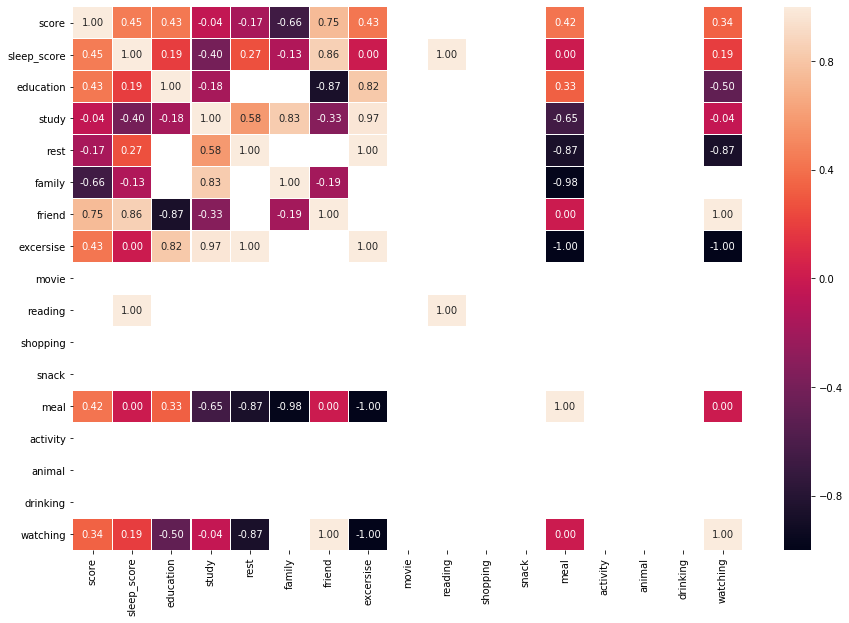 score 1.00 0.45 0.43 -0.04 -0.17 -0.66 0.75 0.43 0.42 0.34
sleep_score 0.45 1.00 0.19 -0.40 0.27 -0.13 0.86 0.00 1.00 0.00 0.19
0.8
education 0.43 0.19 1.00 -0.18 -0.87 0.82 0.33 -0.50
study -0.04 -0.40 -0.18 1.00 0.58 0.83 -0.33 0.97 -0.65 -0.04
rest -0.17 0.27 0.58 1.00 1.00 -0.87 -0.87
0.4
family -0.66 -0.13 0.83 1.00 -0.19 -0.98
friend 0.75 0.86 -0.87 -0.33 -0.19 1.00 0.00 1.00
excersise 0.43 0.00 0.82 0.97 1.00 1.00 -1.00 -1.00
0.0
movie
reading 1.00 1.00
shopping
snack
-0.4
meal 0.42 0.00 0.33 -0.65 -0.87 -0.98 0.00 -1.00 1.00 0.00
activity
animal
drinking
-0.8
watching 0.34 0.19 -0.50 -0.04 -0.87 1.00 -1.00 0.00 1.00
score sleep_score education study rest family friend excersise movie reading shopping snack meal activity animal drinking watching